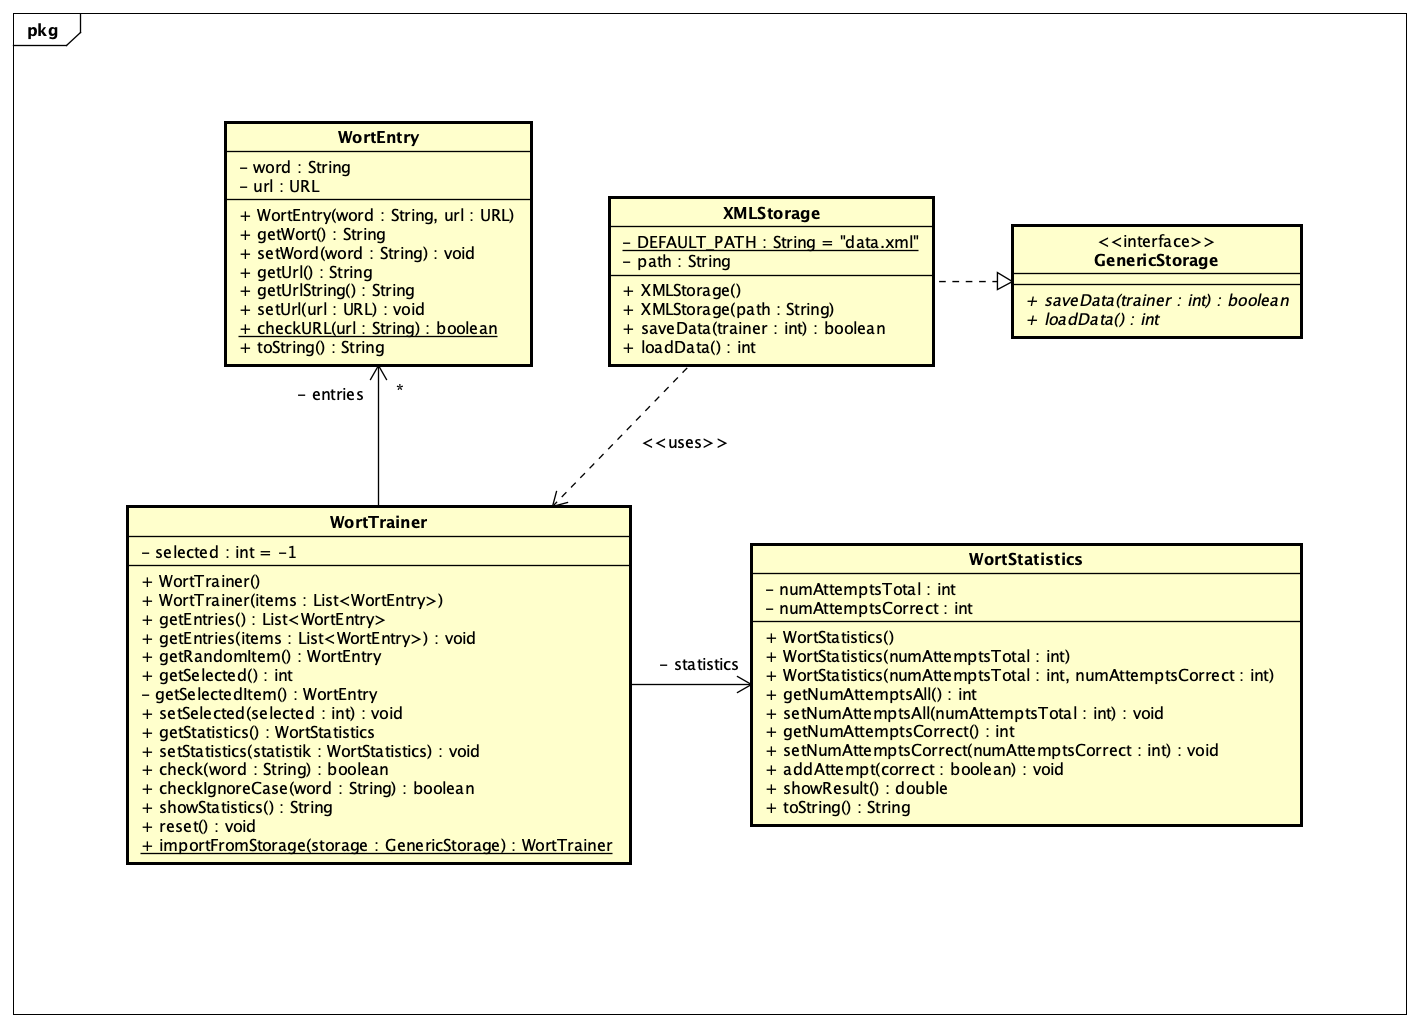 pkg
WortEntry
- word : String
- url : URL
+ WortEntry(word : String, url : URL)
+ getWort() : String
+ setWord(word : String) : void
+ getUrl() : String
+ getUrlString() : String
+ setUrl(url : URL) : void
+ checkURL(url : String) : boolean
+ toString() : String
XMLStorage
- DEFAULT_PATH : String = "data.xml"
- path : String
+ XMLStorage()
+ XMLStorage(path : String)
+ saveData(trainer : int) : boolean
+ loadData() : int
<<interface>>
GenericStorage
+ saveData(trainer : int) : boolean
+ loadData() : int
- entries
*
<<uses>>
WortTrainer
- selected : int = -1
+ WortTrainer()
+ WortTrainer(items : List<WortEntry>)
+ getEntries() : List<WortEntry>
+ getEntries(items : List<WortEntry>) : void
+ getRandomItem() : WortEntry
+ getSelected() : int
- getSelectedItem() : WortEntry
+ setSelected(selected : int) : void
+ getStatistics() : WortStatistics
+ setStatistics(statistik : WortStatistics) : void
+ check(word : String) : boolean
+ checkIgnoreCase(word : String) : boolean
+ showStatistics() : String
+ reset() : void
+ importFromStorage(storage : GenericStorage) : WortTrainer
- statistics
WortStatistics
- numAttemptsTotal : int
- numAttemptsCorrect : int
+ WortStatistics()
+ WortStatistics(numAttemptsTotal : int)
+ WortStatistics(numAttemptsTotal : int, numAttemptsCorrect : int)
+ getNumAttemptsAll() : int
+ setNumAttemptsAll(numAttemptsTotal : int) : void
+ getNumAttemptsCorrect() : int
+ setNumAttemptsCorrect(numAttemptsCorrect : int) : void
+ addAttempt(correct : boolean) : void
+ showResult() : double
+ toString() : String